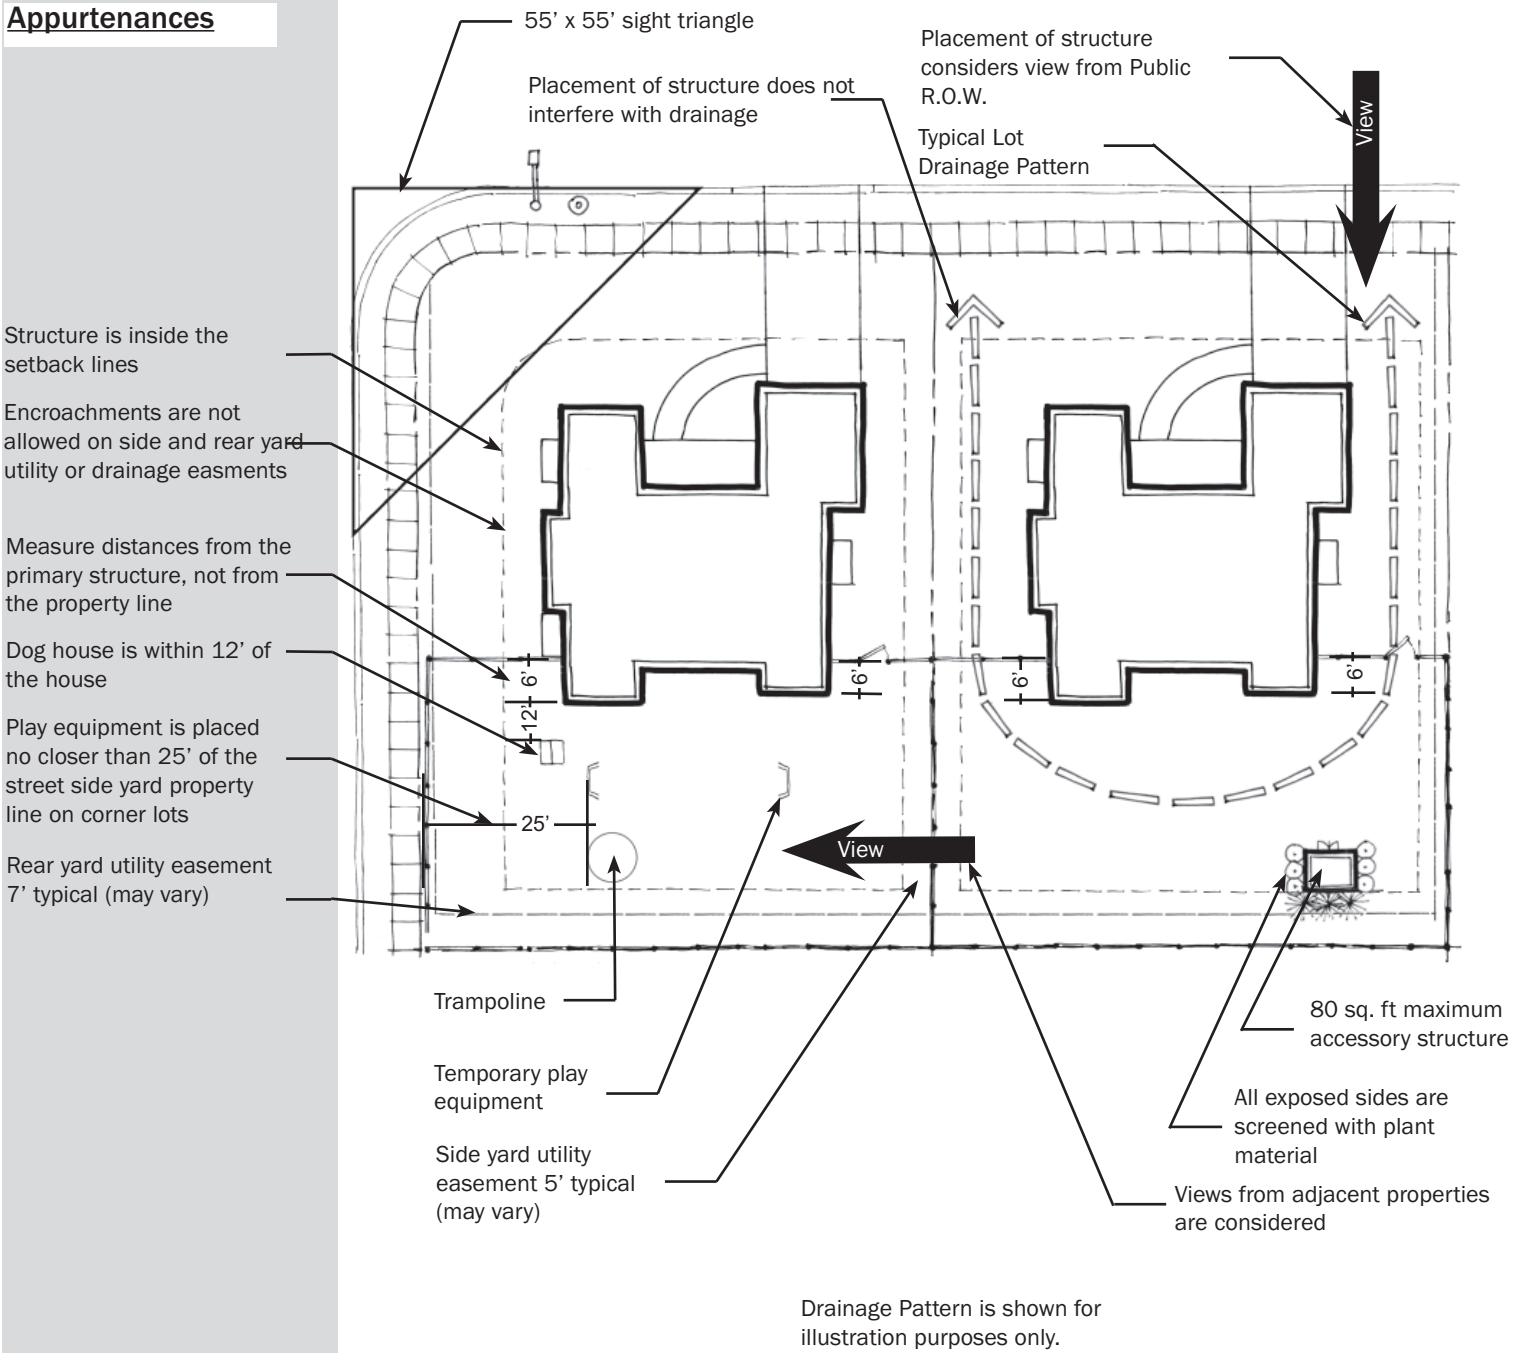 Appurtenances
55’ x 55’ sight triangle
Placement of structure does not
interfere with drainage
Placement of structure
considers view from Public
R.O.W.
Typical Lot
Drainage Pattern
View
Structure is inside the
setback lines
Encroachments are not
allowed on side and rear yard
utility or drainage easments
Measure distances from the
primary structure, not from
the property line
Dog house is within 12’ of
the house
Play equipment is placed
no closer than 25’ of the
street side yard property
line on corner lots
Rear yard utility easement
7’ typical (may vary)
6’
12’
6’
6’
6’
25’
View
Trampoline
Temporary play
equipment
Side yard utility
easement 5’ typical
(may vary)
80 sq. ft maximum
accessory structure
All exposed sides are
screened with plant
material
Views from adjacent properties
are considered
Drainage Pattern is shown for
illustration purposes only.